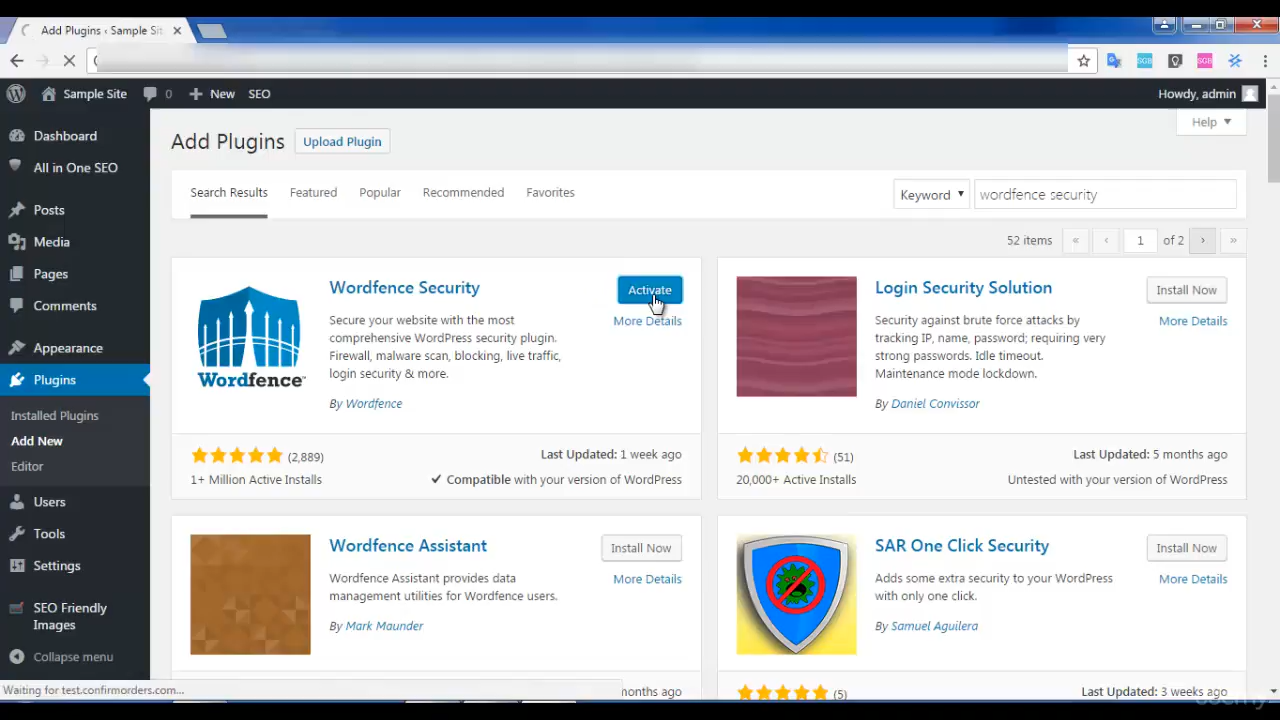 Add Plugins ‹ Sample Sit
Sample Site
0
New
SEO
Howdy, admin
Dashboard
All in One SEO
Posts
Media
Pages
Comments
Appearance
Plugins
Installed Plugins
Add New
Editor
Users
Tools
Settings
SEO Friendly
Images
Collapse menu
Add Plugins
Upload Plugin
Help
Search Results
Featured
Popular
Recommended
Favorites
Keyword
wordfence security
52 items
«
‹
1
of 2
›
»
Wordfence
Wordfence Security
Activate
More Details
Secure your website with the most
comprehensive WordPress security plugin.
Firewall, malware scan, blocking, live traffic,
login security & more.
By Wordfence
(2,889)
1+ Million Active Installs
Last Updated: 1 week ago
Compatible with your version of WordPress
Login Security Solution
Install Now
More Details
Security against brute force attacks by
tracking IP, name, password; requiring very
strong passwords. Idle timeout.
Maintenance mode lockdown.
By Daniel Convissor
(51)
20,000+ Active Installs
Last Updated: 5 months ago
Untested with your version of WordPress
Wordfence Assistant
Install Now
More Details
Wordfence Assistant provides data
management utilities for Wordfence users.
By Mark Maunder
months ago
SAR One Click Security
Install Now
More Details
Adds some extra security to your WordPress
with only one click.
By Samuel Aguilera
(5)
Last Updated: 3 weeks ago
Waiting for test.confirmorders.com...
udemy